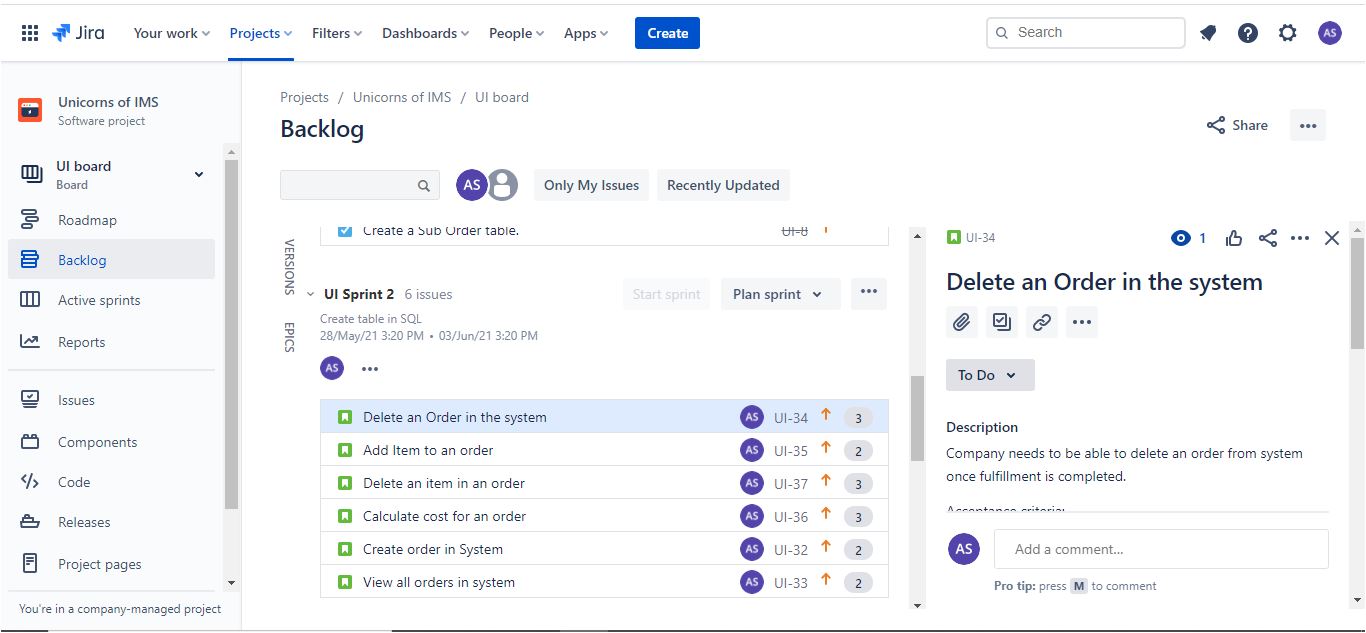 Jira Your work Projects Filters Dashboards People Apps Create Search AS
Unicorns of IMS
Software project
UI board
Board
Roadmap
Backlog
Active sprints
Reports
Issues
Components
Code
Releases
Project pages
You're in a company-managed project
Projects / Unicorns of IMS / UI board
Backlog
Share
AS Only My Issues Recently Updated
VERSIONS
EPICS
Create a Sub Order table. UI-8
UI Sprint 2 6 issues Start sprint Plan sprint
Create table in SQL
28/May/21 3:20 PM • 03/Jun/21 3:20 PM
AS
Delete an Order in the system AS UI-34 3
Add Item to an order AS UI-35 2
Delete an item in an order AS UI-37 3
Calculate cost for an order AS UI-36 3
Create order in System AS UI-32 2
View all orders in system AS UI-33 2
UI-34 1
Delete an Order in the system
To Do
Description
Company needs to be able to delete an order from system
once fulfillment is completed.
Acceptance criteria:
AS Add a comment...
Pro tip: press M to comment